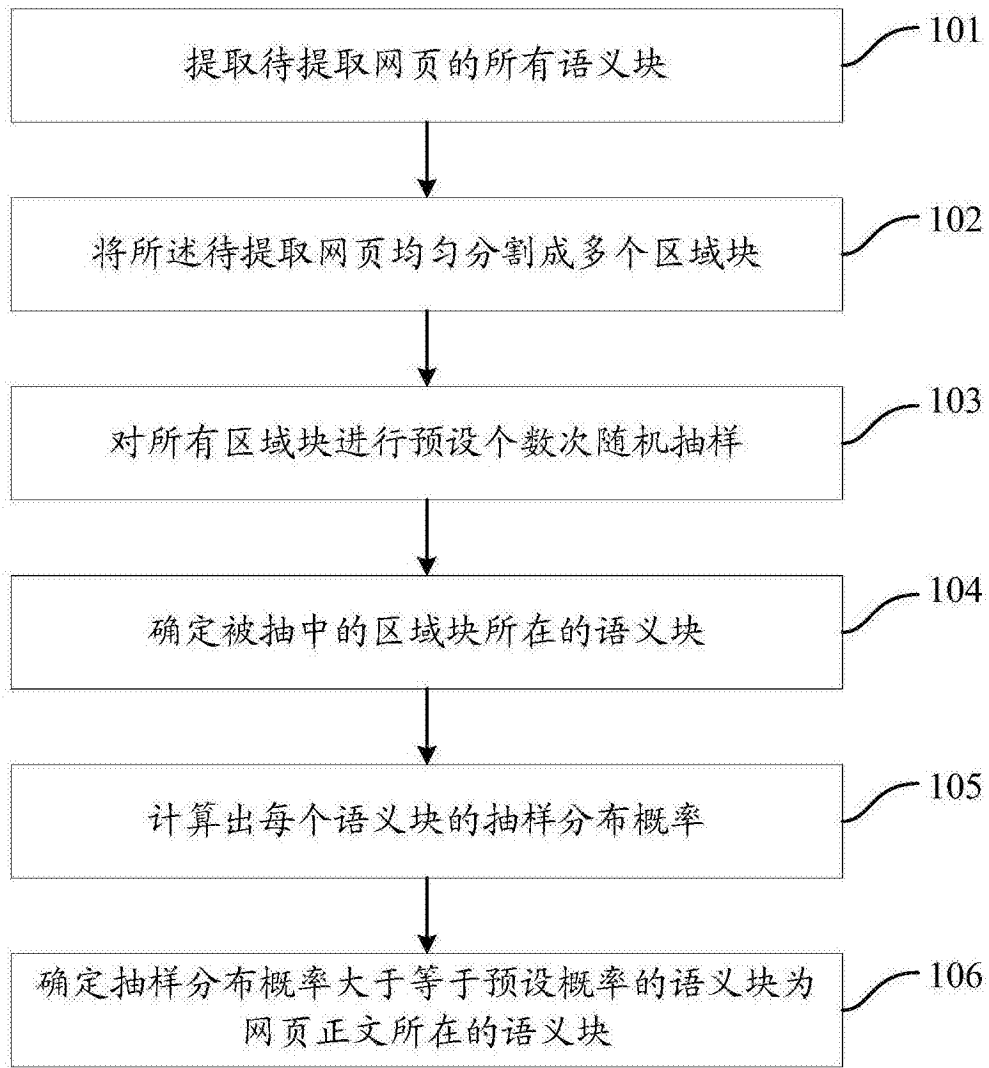 提取待提取网页的所有语义块
101
将所述待提取网页均匀分割成多个区域块
102
对所有区域块进行预设个数次随机抽样
103
确定被抽中的区域块所在的语义块
104
计算出每个语义块的抽样分布概率
105
确定抽样分布概率大于等于预设概率的语义块为
网页正文所在的语义块
106